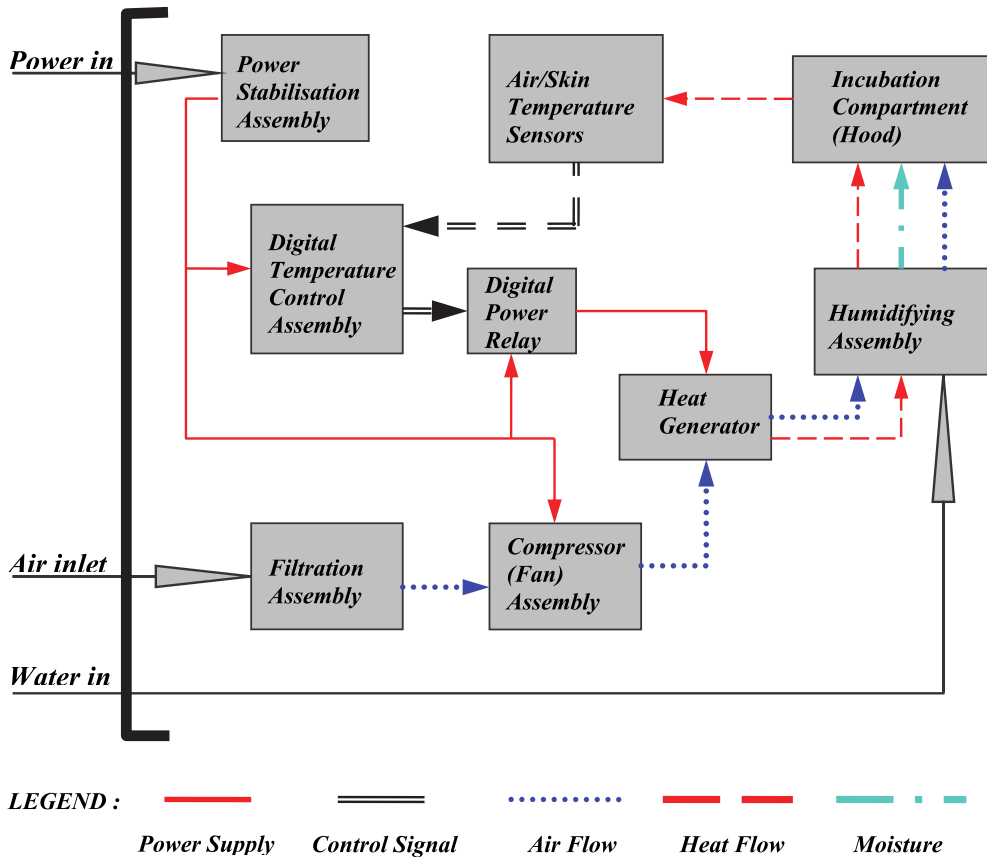 Power in
Power
Stabilisation
Assembly
Air/Skin
Temperature
Sensors
Incubation
Compartment
(Hood)
Digital
Temperature
Control
Assembly
Digital
Power
Relay
Humidifying
Assembly
Heat
Generator
Air inlet
Filtration
Assembly
Compressor
(Fan)
Assembly
Water in
LEGEND :
Power Supply
Control Signal
Air Flow
Heat Flow
Moisture